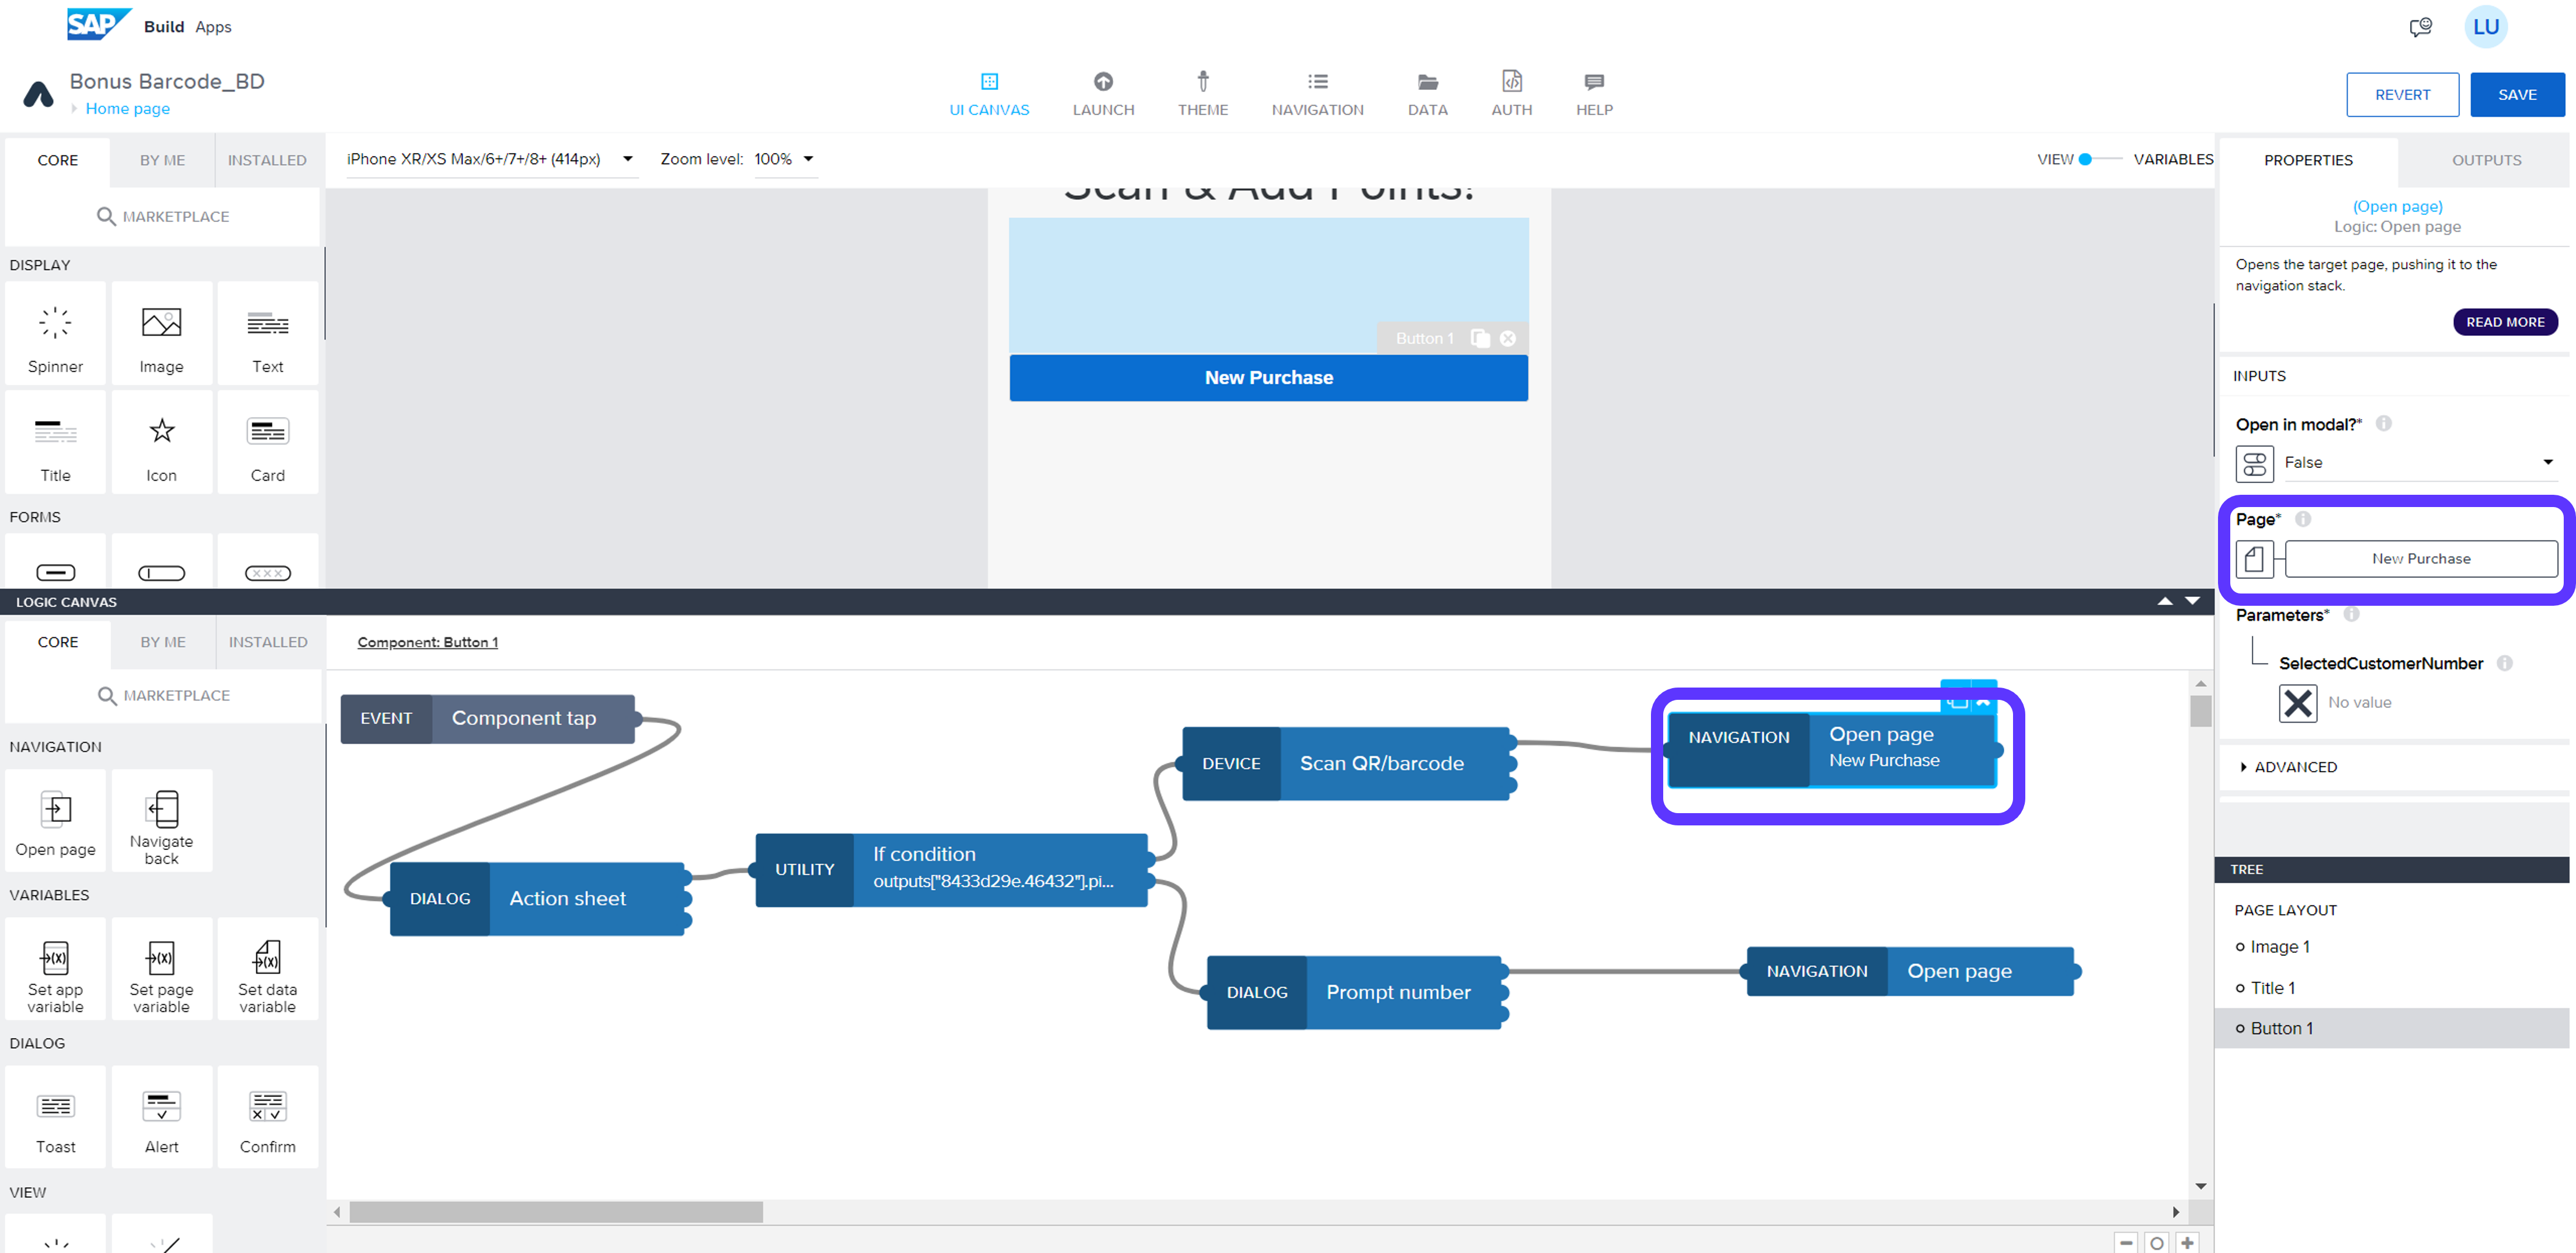 SAP Build Apps
LU
Bonus Barcode_BD
Home page
UI CANVAS
LAUNCH
THEME
NAVIGATION
DATA
AUTH
HELP
REVERT
SAVE
CORE
BY ME
INSTALLED
MARKETPLACE
DISPLAY
Spinner
Image
Text
Title
Icon
Card
FORMS
iPhone XR/XS Max/6+/7+/8+ (414px)
Zoom level: 100%
VIEW
VARIABLES
Scan & Add Points!
Button 1
New Purchase
PROPERTIES
OUTPUTS
(Open page)
Logic: Open page
Opens the target page, pushing it to the
navigation stack.
READ MORE
INPUTS
Open in modal?*
False
Page*
New Purchase
Parameters*
SelectedCustomerNumber
No value
ADVANCED
LOGIC CANVAS
CORE
BY ME
INSTALLED
MARKETPLACE
NAVIGATION
Open page
Navigate
back
VARIABLES
Set app
variable
Set page
variable
Set data
variable
DIALOG
Toast
Alert
Confirm
VIEW
Component: Button 1
EVENT Component tap
DIALOG Action sheet
UTILITY If condition
outputs["8433d29e.46432"].pi...
DEVICE Scan QR/barcode
NAVIGATION Open page
New Purchase
DIALOG Prompt number
NAVIGATION Open page
TREE
PAGE LAYOUT
Image 1
Title 1
Button 1